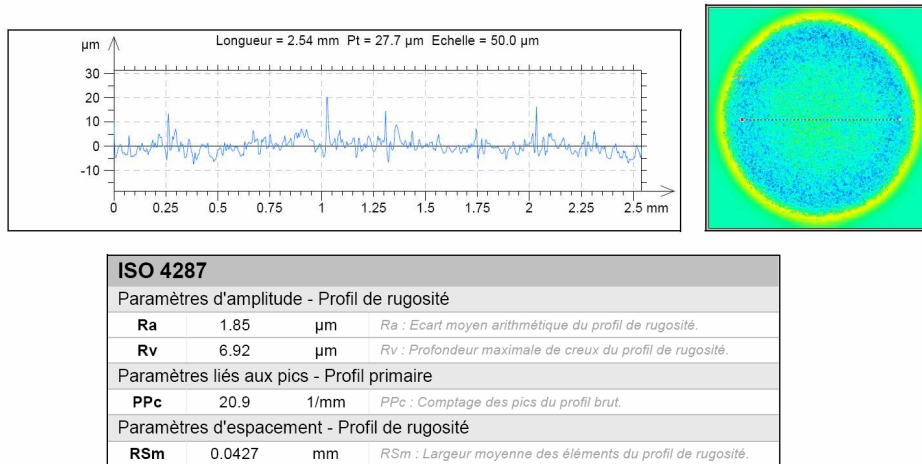 Longueur = 2.54 mm Pt = 27.7 µm Echelle = 50.0 µm
µm
30
20
10
0
-10
0 0.25 0.5 0.75 1 1.25 1.5 1.75 2 2.25 2.5 mm
ISO 4287
Paramètres d'amplitude - Profil de rugosité
Ra 1.85 µm Ra : Ecart moyen arithmétique du profil de rugosité.
Rv 6.92 µm Rv : Profondeur maximale de creux du profil de rugosité.
Paramètres liés aux pics - Profil primaire
PPc 20.9 1/mm PPc : Comptage des pics du profil brut.
Paramètres d'espacement - Profil de rugosité
RSm 0.0427 mm RSm : Largeur moyenne des éléments du profil de rugosité.